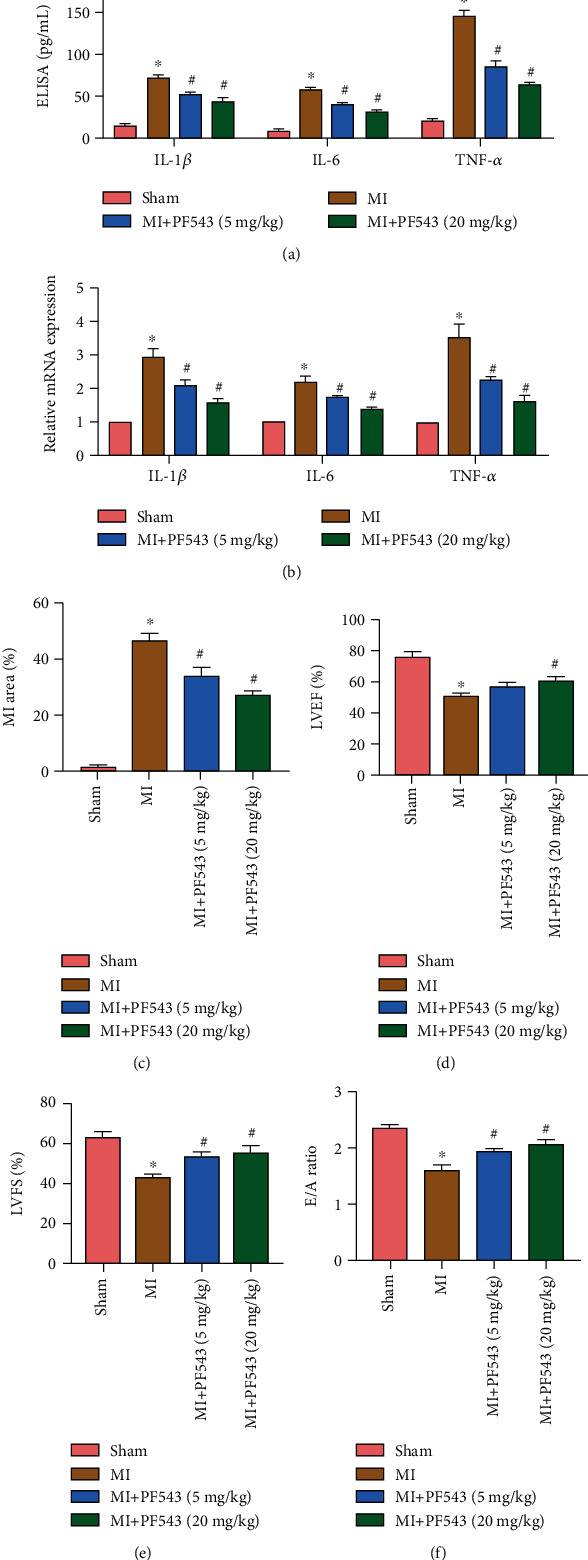 *
150
100
50
0
ELISA (pg/mL)
* # #
* # #
# #
IL-1β IL-6 TNF-α
Sham MI
MI+PF543 (5 mg/kg) MI+PF543 (20 mg/kg)
(a)
5
4
3
2
1
0
Relative mRNA expression
* # #
* # #
* # #
IL-1β IL-6 TNF-α
Sham MI
MI+PF543 (5 mg/kg) MI+PF543 (20 mg/kg)
(b)
60
40
20
0
MI area (%)
* # #
Sham
MI
MI+PF543 (5 mg/kg)
MI+PF543 (20 mg/kg)
Sham
MI
MI+PF543 (5 mg/kg)
MI+PF543 (20 mg/kg)
(c)
100
80
60
40
20
0
LVEF (%)
* #
Sham
MI
MI+PF543 (5 mg/kg)
MI+PF543 (20 mg/kg)
Sham
MI
MI+PF543 (5 mg/kg)
MI+PF543 (20 mg/kg)
(d)
80
60
40
20
0
LVFS (%)
* # #
Sham
MI
MI+PF543 (5 mg/kg)
MI+PF543 (20 mg/kg)
Sham
MI
MI+PF543 (5 mg/kg)
MI+PF543 (20 mg/kg)
(e)
3
2
1
0
E/A ratio
* # #
Sham
MI
MI+PF543 (5 mg/kg)
MI+PF543 (20 mg/kg)
Sham
MI
MI+PF543 (5 mg/kg)
MI+PF543 (20 mg/kg)
(f)